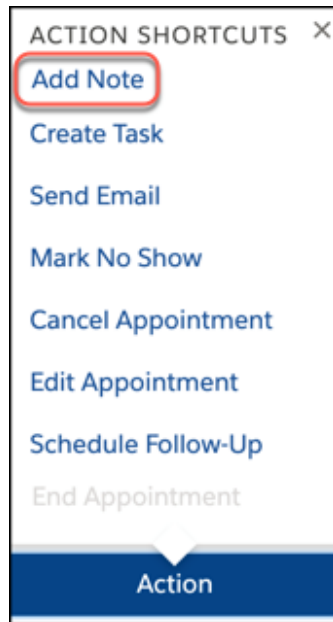 ACTION SHORTCUTS ×
Add Note
Create Task
Send Email
Mark No Show
Cancel Appointment
Edit Appointment
Schedule Follow-Up
End Appointment
Action